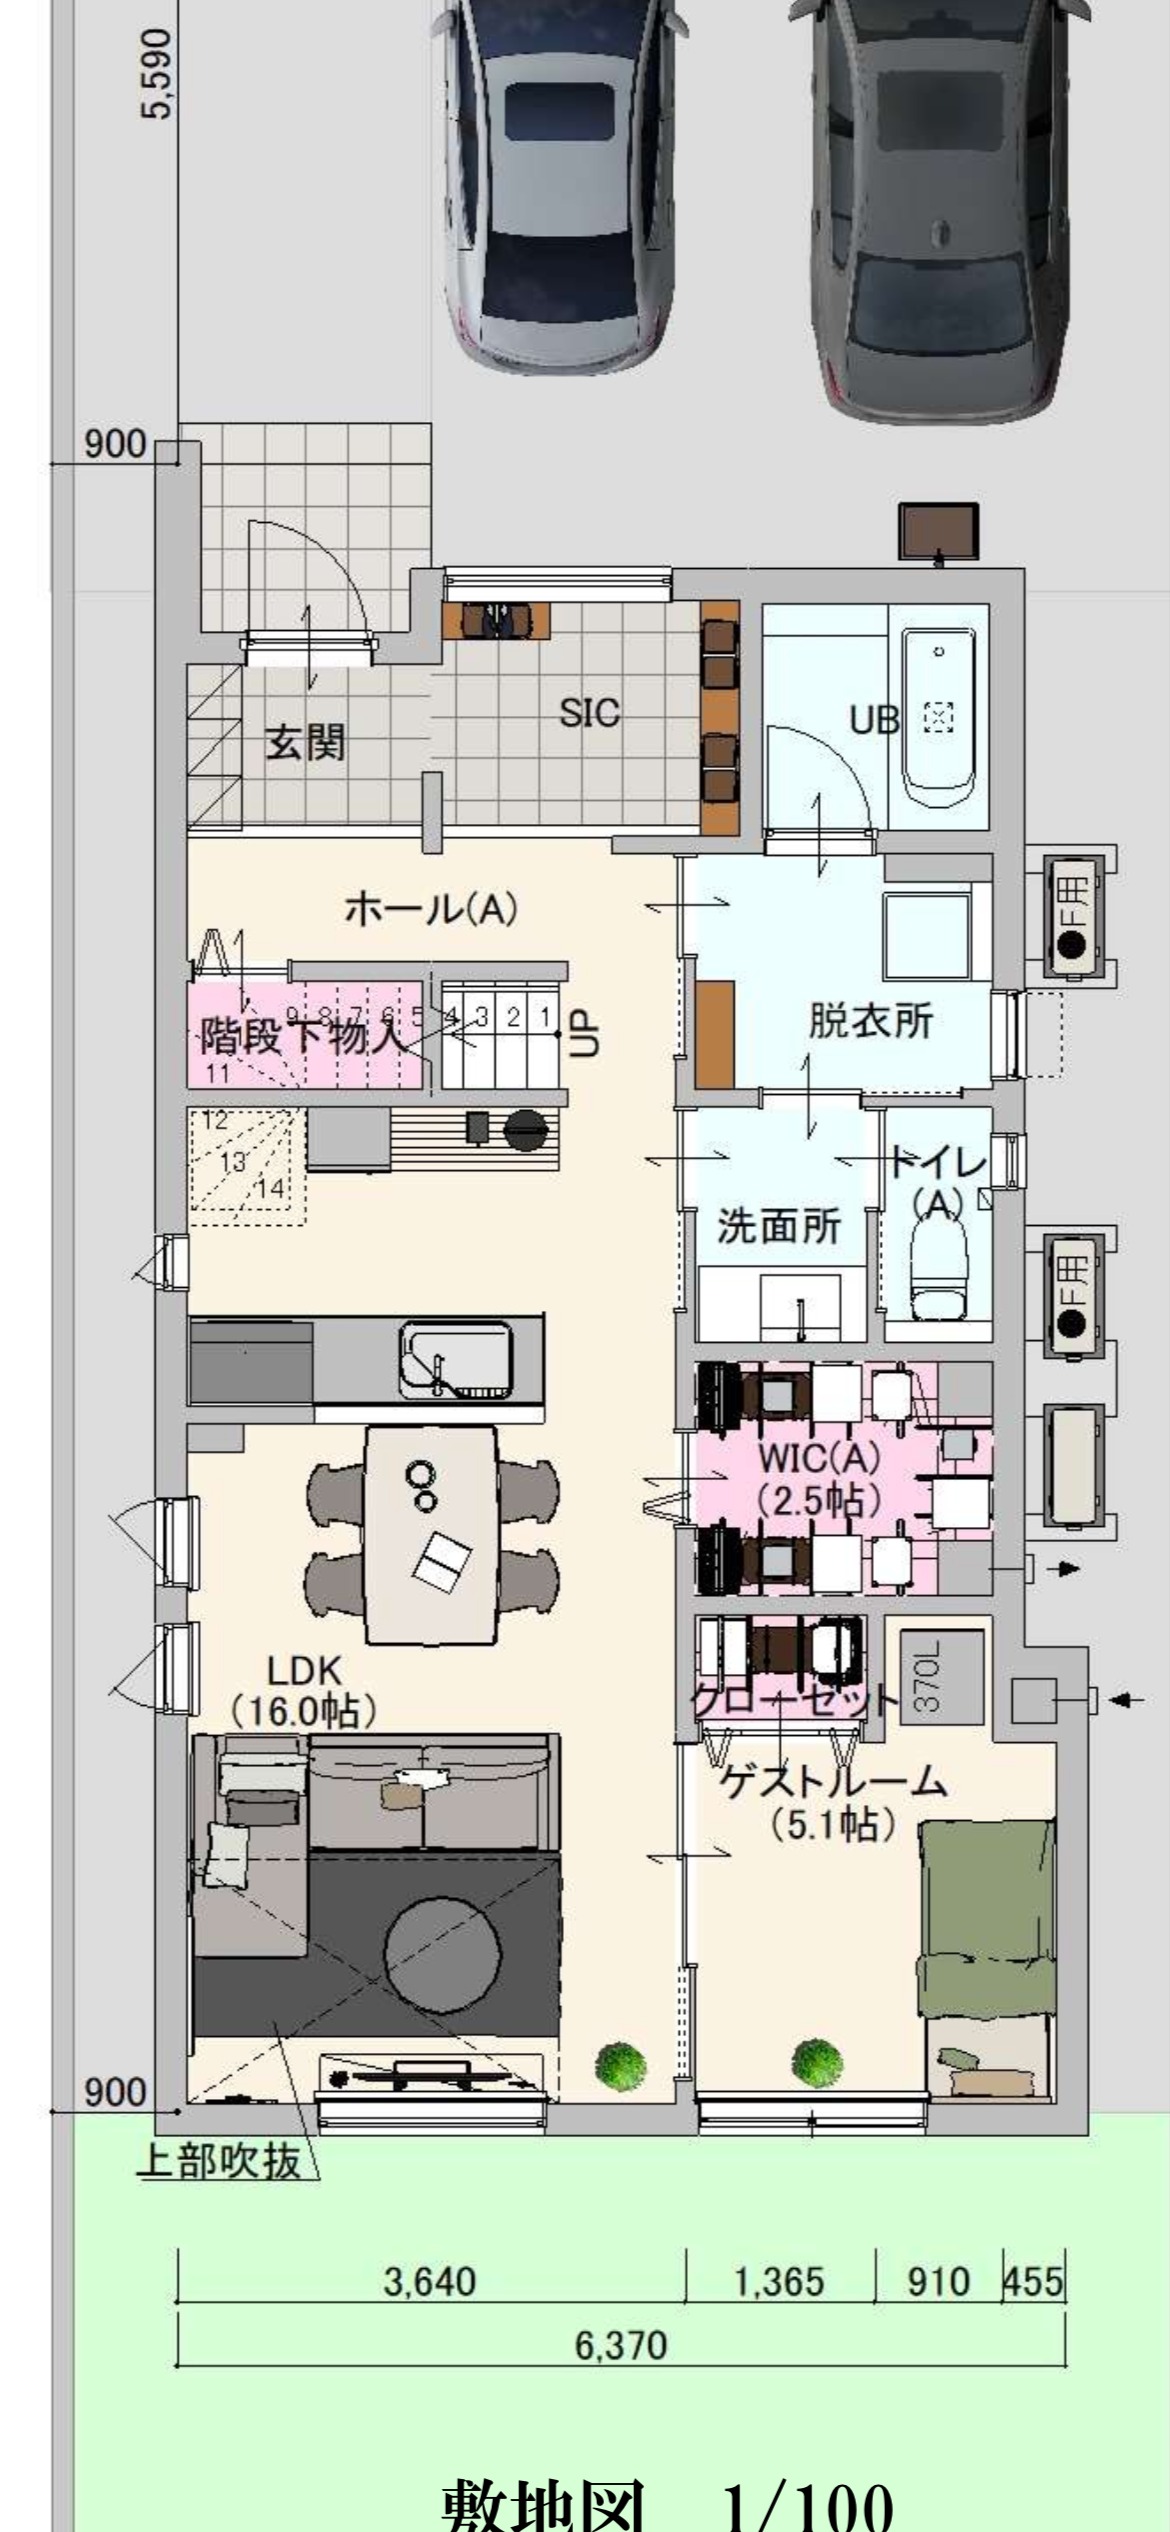 5,590
900
玄関
SIC
UB
ホール(A)
F用
階段下物入
9 8 7 6 5 4 3 2 1
UP
11
脱衣所
12
13
14
トイレ
(A)
洗面所
F用
WIC(A)
(2.5帖)
LDK
(16.0帖)
クローゼット
370L
ゲストルーム
(5.1帖)
900
上部吹抜
3,640
1,365
910
455
6,370
敷地図 1/100